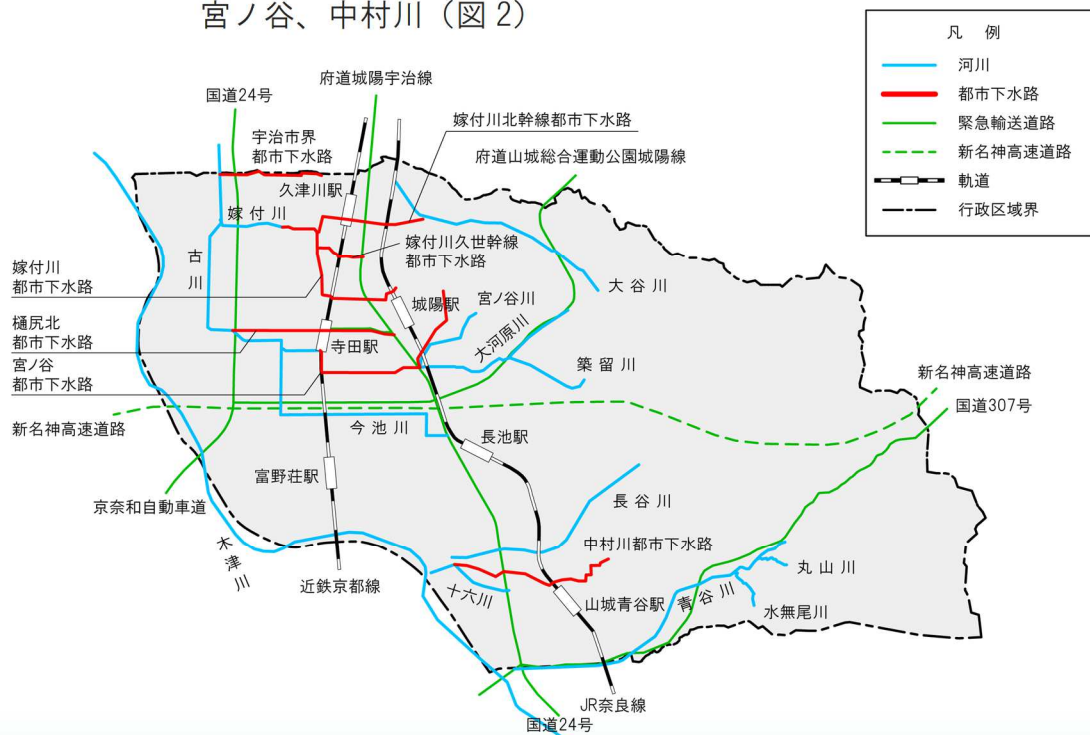 宮ノ谷、中村川（図２）
凡　例
河川
都市下水路
緊急輸送道路
新名神高速道路
軌道
行政区域界
国道24号
府道城陽宇治線
嫁付川北幹線都市下水路
宇治市界
都市下水路
府道山城総合運動公園城陽線
久津川駅
嫁付川
古川
嫁付川久世幹線
都市下水路
嫁付川
都市下水路
大谷川
城陽駅
宮ノ谷川
樋尻北
都市下水路
寺田駅
大河原川
宮ノ谷
都市下水路
築留川
新名神高速道路
国道307号
新名神高速道路
今池川
長池駅
富野荘駅
京奈和自動車道
長谷川
木津川
中村川都市下水路
近鉄京都線
十六川
山城青谷駅
青谷川
丸山川
水無尾川
JR奈良線
国道24号